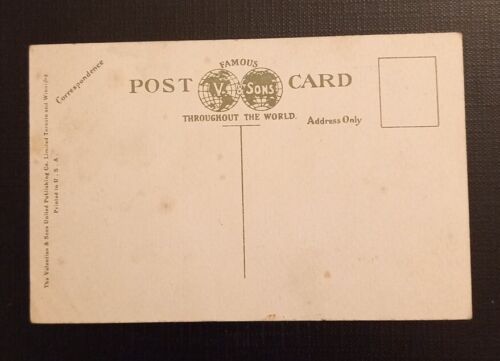 FAMOUS
POST V. & SONS CARD
THROUGHOUT THE WORLD.
Correspondence
Address Only
The Valentine & Sons United Publishing Co. Limited Toronto and Winnipeg
Printed in U. S. A.